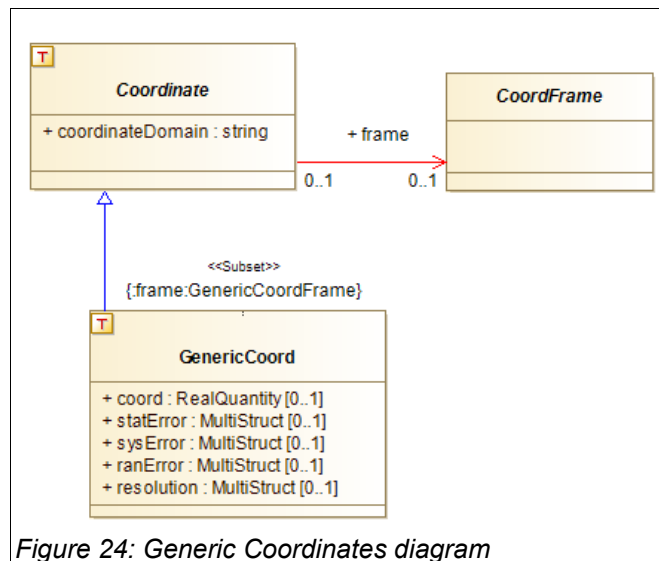 T
Coordinate
+ coordinateDomain : string
CoordFrame
+ frame
0..1
0..1
<<Subset>>
{:frame:GenericCoordFrame}
T
GenericCoord
+ coord : RealQuantity [0..1]
+ statError : MultiStruct [0..1]
+ sysError : MultiStruct [0..1]
+ ranError : MultiStruct [0..1]
+ resolution : MultiStruct [0..1]
Figure 24: Generic Coordinates diagram